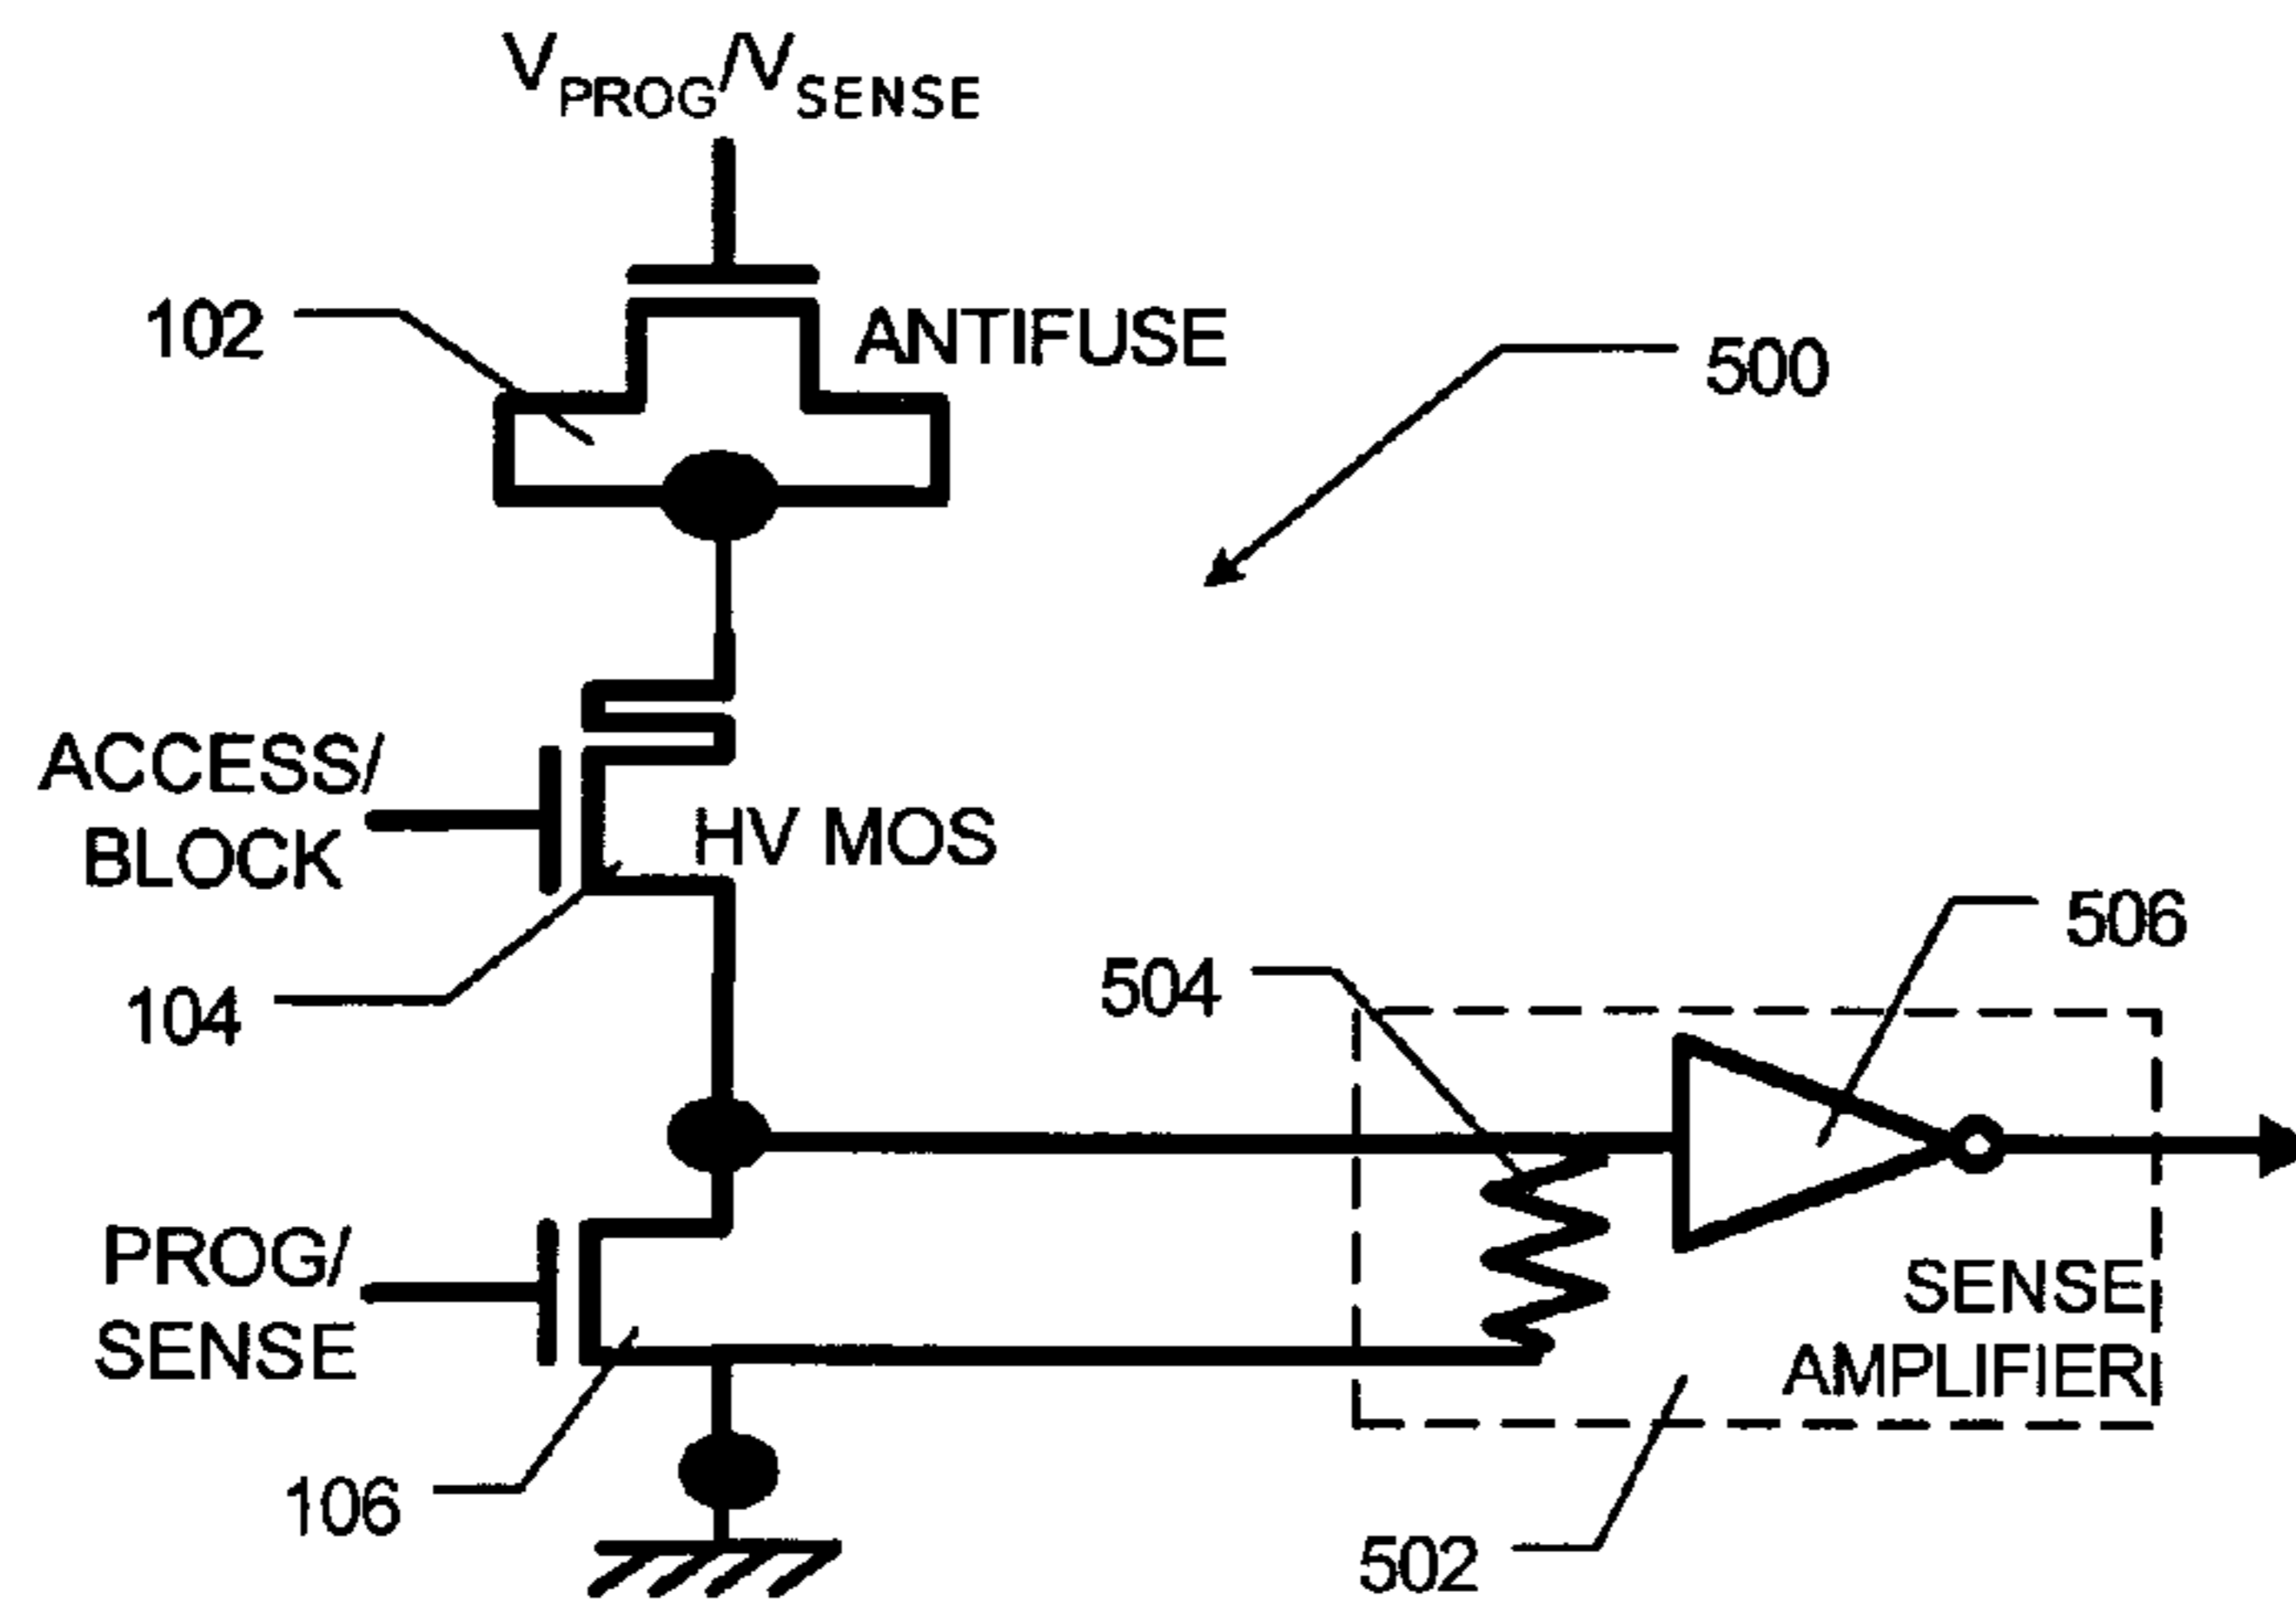 VPROG/VSENSE
102
ANTIFUSE
500
ACCESS/
BLOCK
HV MOS
104
504
506
PROG/
SENSE
SENSE
AMPLIFIER
106
502